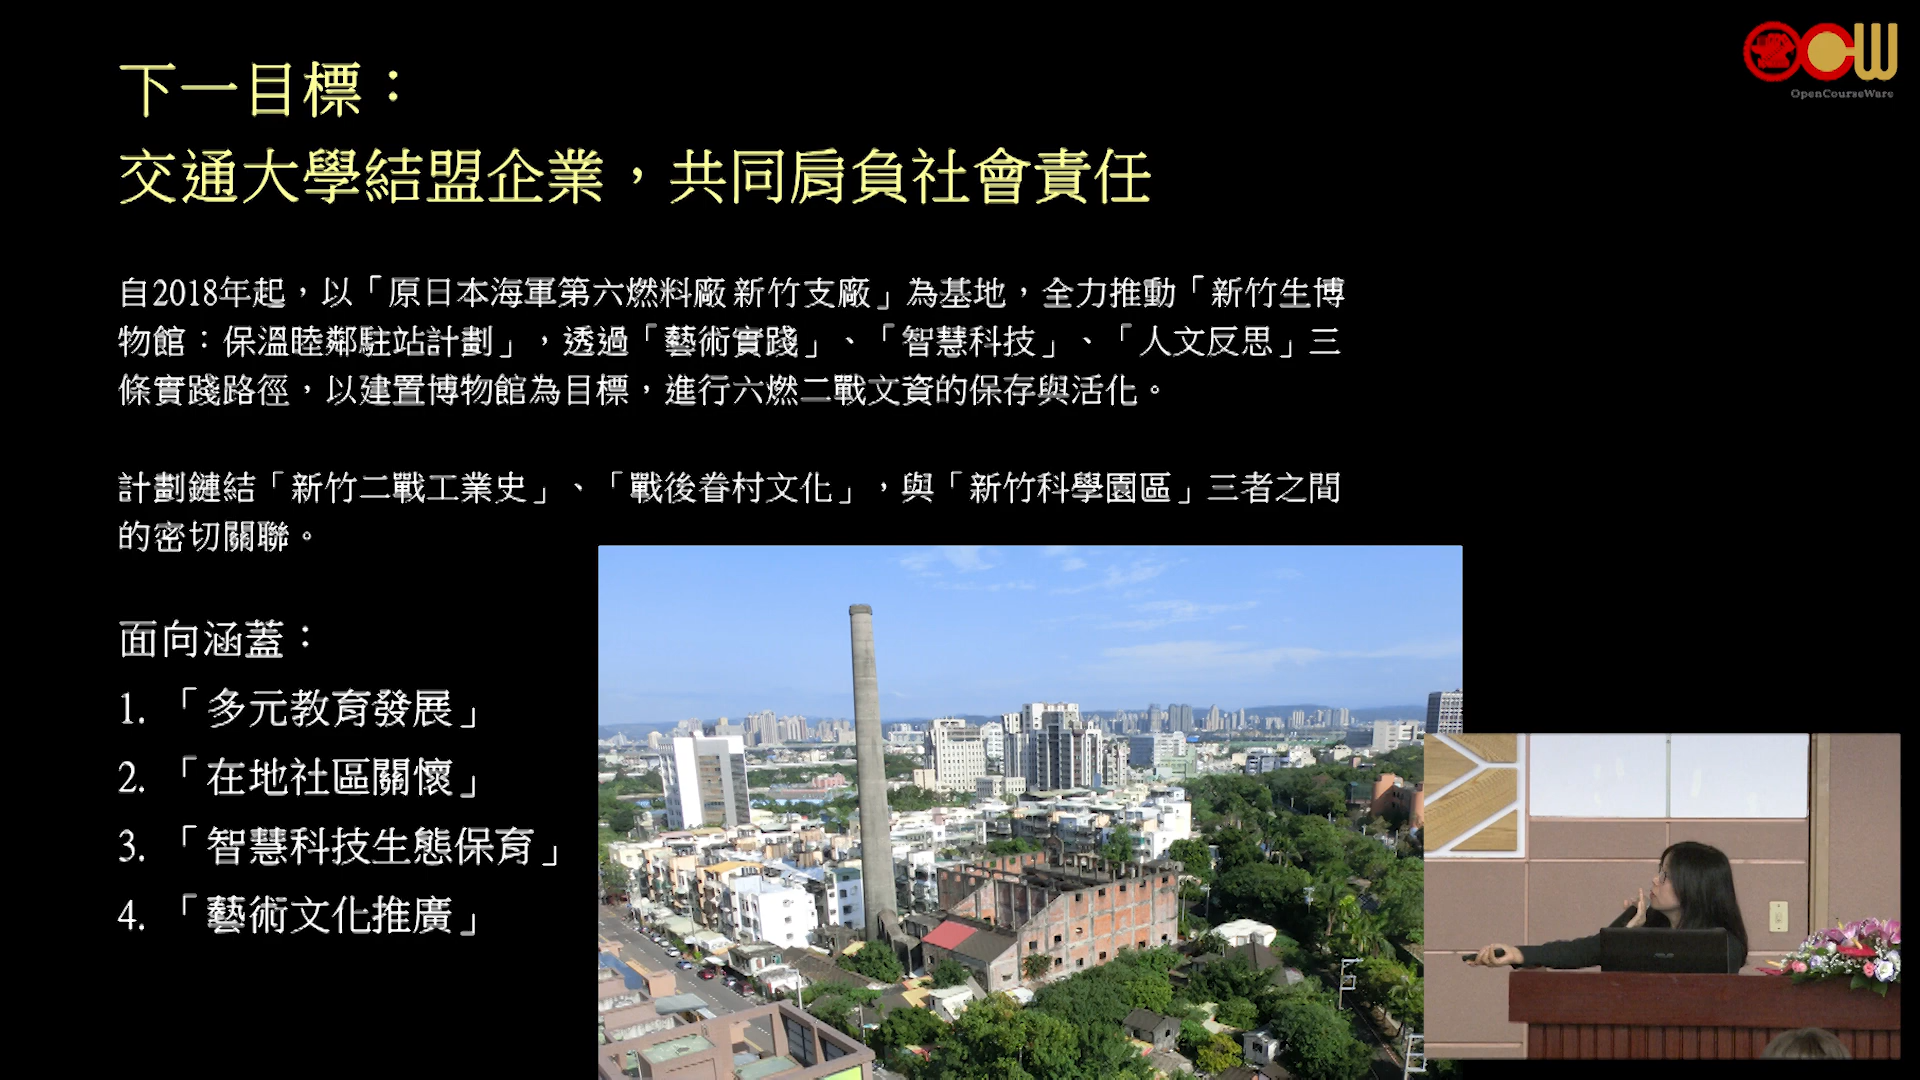 下一目標：
交通大學結盟企業，共同肩負社會責任
OpenCourseWare
自2018年起，以「原日本海軍第六燃料廠 新竹支廠」為基地，全力推動「新竹生博
物館：保溫睦鄰駐站計劃」，透過「藝術實踐」、「智慧科技」、「人文反思」三
條實踐路徑，以建置博物館為目標，進行六燃二戰文資的保存與活化。
計劃鏈結「新竹二戰工業史」、「戰後眷村文化」，與「新竹科學園區」三者之間
的密切關聯。
面向涵蓋：
1. 「多元教育發展」
2. 「在地社區關懷」
3. 「智慧科技生態保育」
4. 「藝術文化推廣」